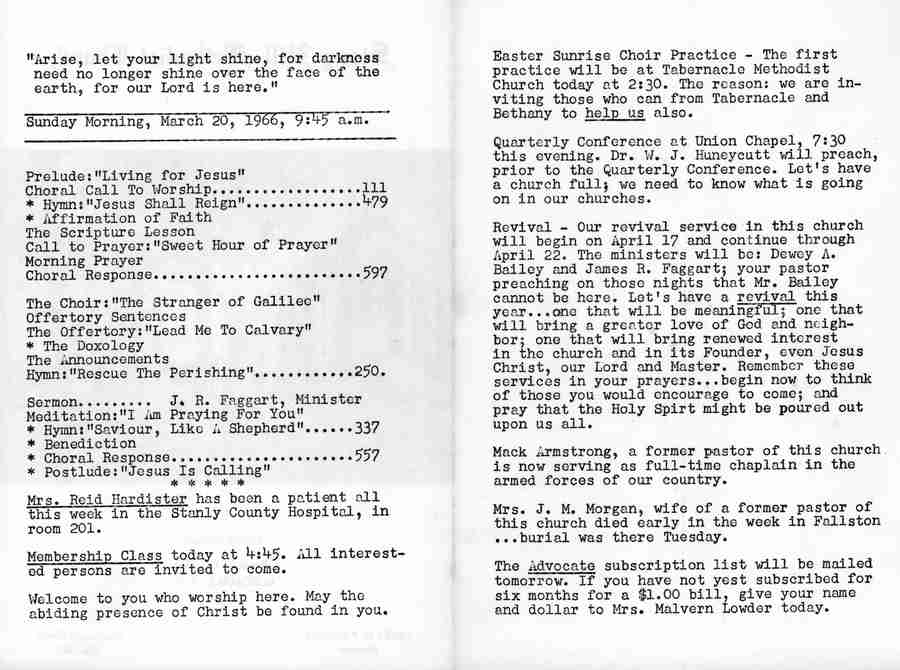 "Arise, let your light shine, for darkness
need no longer shine over the face of the
earth, for our Lord is here."
Sunday Morning, March 20, 1966, 9:45 a.m.
Prelude:"Living for Jesus"
Choral Call To Worship..................111
* Hymn:"Jesus Shall Reign"..............479
* Affirmation of Faith
The Scripture Lesson
Call to Prayer:"Sweet Hour of Prayer"
Morning Prayer
Choral Response.........................597
The Choir:"The Stranger of Galilee"
Offertory Sentences
The Offertory:"Lead Me To Calvary"
* The Doxology
The Announcements
Hymn:"Rescue The Perishing"............250.
Sermon......... J. R. Faggart, Minister
Meditation:"I Am Praying For You"
* Hymn:"Saviour, Like A Shepherd"......337
* Benediction
* Choral Response......................557
* Postlude:"Jesus Is Calling"
* * * * *
Mrs. Reid Hardister has been a patient all
this week in the Stanly County Hospital, in
room 201.
Membership Class today at 4:45. All interest-
ed persons are invited to come.
Welcome to you who worship here. May the
abiding presence of Christ be found in you.
Easter Sunrise Choir Practice - The first
practice will be at Tabernacle Methodist
Church today at 2:30. The reason: we are in-
viting those who can from Tabernacle and
Bethany to help us also.
Quarterly Conference at Union Chapel, 7:30
this evening. Dr. W. J. Huneycutt will preach,
prior to the Quarterly Conference. Let's have
a church full; we need to know what is going
on in our churches.
Revival - Our revival service in this church
will begin on April 17 and continue through
April 22. The ministers will be: Dewey A.
Bailey and James R. Faggart; your pastor
preaching on those nights that Mr. Bailey
cannot be here. Let's have a revival this
year...one that will be meaningful; one that
will bring a greater love of God and neigh-
bor; one that will bring renewed interest
in the church and in its Founder, even Jesus
Christ, our Lord and Master. Remember these
services in your prayers...begin now to think
of those you would encourage to come; and
pray that the Holy Spirt might be poured out
upon us all.
Mack Armstrong, a former pastor of this church
is now serving as full-time chaplain in the
armed forces of our country.
Mrs. J. M. Morgan, wife of a former pastor of
this church died early in the week in Fallston
...burial was there Tuesday.
The Advocate subscription list will be mailed
tomorrow. If you have not yest subscribed for
six months for a $1.00 bill, give your name
and dollar to Mrs. Malvern Lowder today.